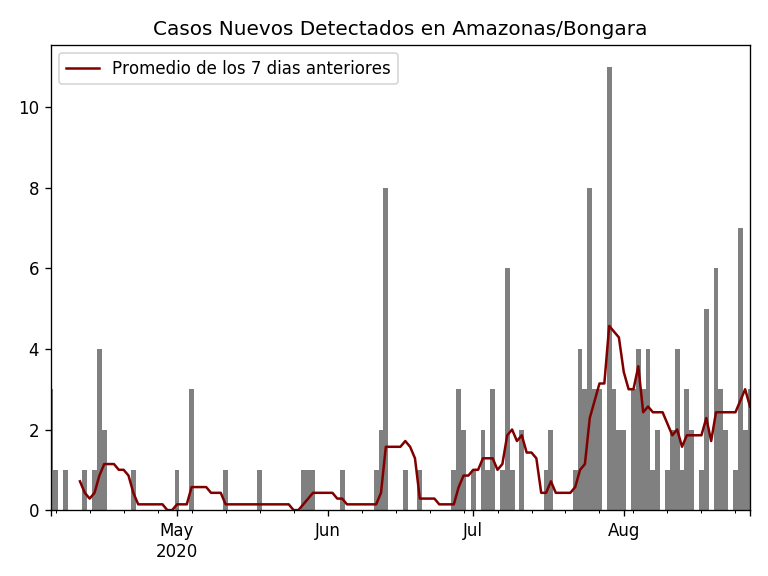 Casos Nuevos Detectados en Amazonas/Bongara
Promedio de los 7 dias anteriores
10
8
6
4
2
0
May
2020
Jun
Jul
Aug